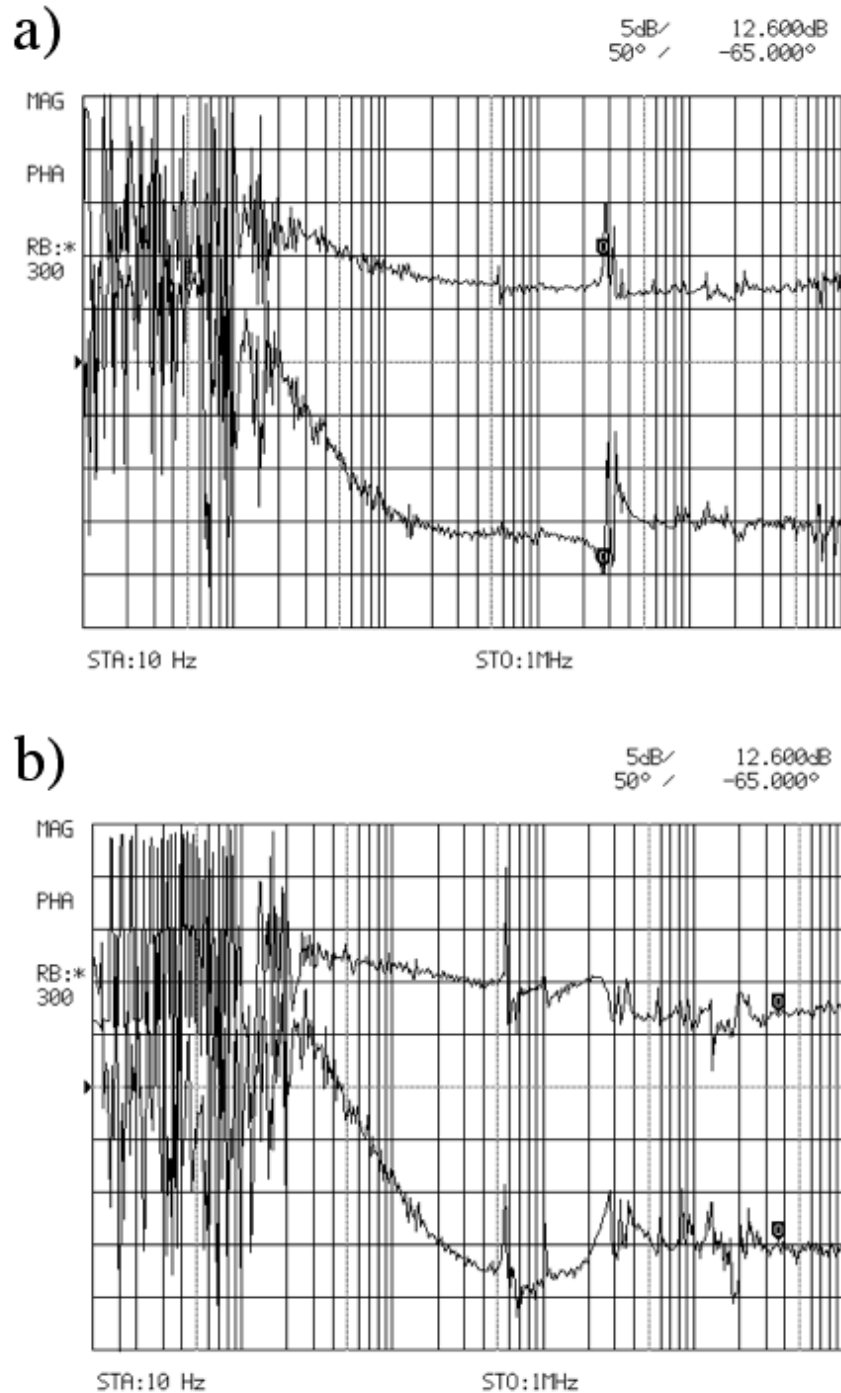 a)
5dB/ 12.600dB
50° / -65.000°
MAG
PHA
RB:*
300
STA:10 Hz STO:1MHz
b)
5dB/ 12.600dB
50° / -65.000°
MAG
PHA
RB:*
300
STA:10 Hz STO:1MHz